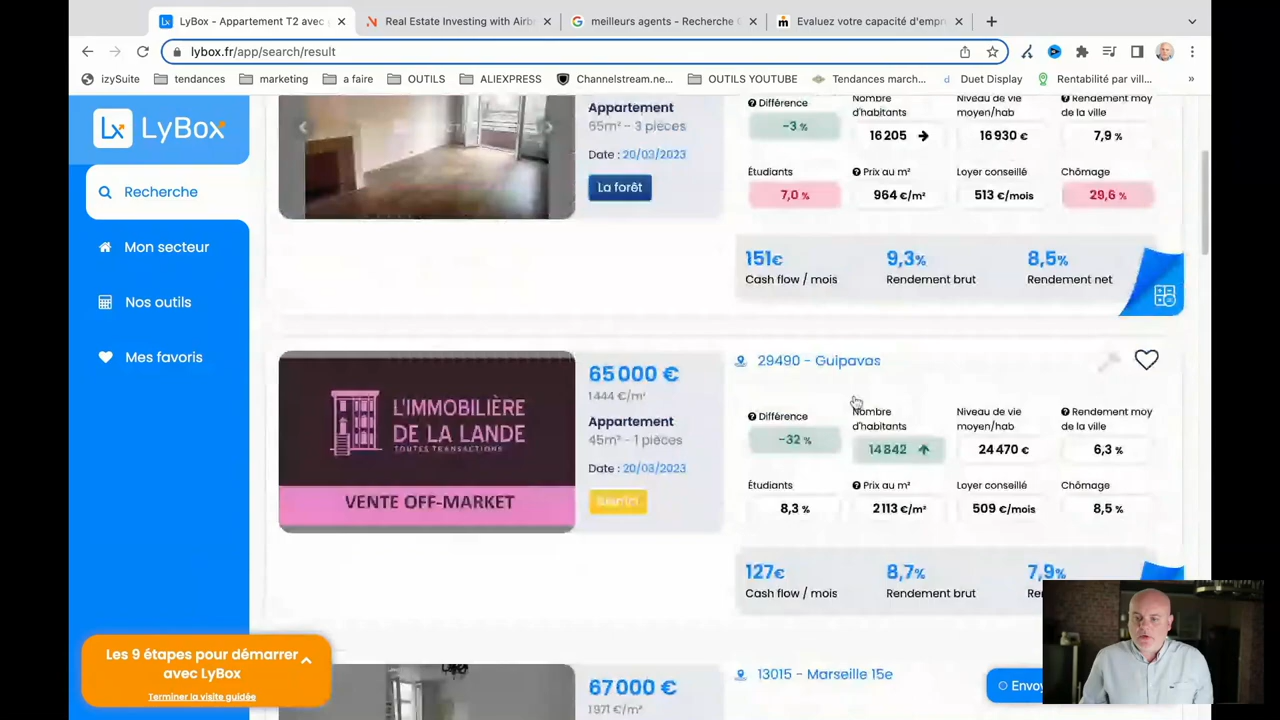 LyBox - Appartement T2 avec
Real Estate Investing with Airb
meilleurs agents - Recherche
Evaluez votre capacité d'empr
lybox.fr/app/search/result
izySuite
tendances
marketing
a faire
OUTILS
ALIEXPRESS
Channelstream.ne...
OUTILS YOUTUBE
Tendances march...
Duet Display
Rentabilité par vill...
»
Lx LyBox
Recherche
Mon secteur
Nos outils
Mes favoris
Les 9 étapes pour démarrer
avec LyBox
Terminer la visite guidée
Appartement
65m² - 3 pièces
Date : 20/03/2023
La forêt
Différence
-3 %
Nombre
d'habitants
16 205
Niveau de vie
moyen/hab
16 930 €
Rendement moy
de la ville
7,9 %
Étudiants
7,0 %
Prix au m²
964 €/m²
Loyer conseillé
513 €/mois
Chômage
29,6 %
151€
Cash flow / mois
9,3%
Rendement brut
8,5%
Rendement net
L'IMMOBILIÈRE
DE LA LANDE
TOUTES TRANSACTIONS
VENTE OFF-MARKET
65 000 €
1 444 €/m²
Appartement
45m² - 1 pièces
Date : 20/03/2023
29490 - Guipavas
Différence
-32 %
Nombre
d'habitants
14 842
Niveau de vie
moyen/hab
24 470 €
Rendement moy
de la ville
6,3 %
Étudiants
8,3 %
Prix au m²
2 113 €/m²
Loyer conseillé
509 €/mois
Chômage
8,5 %
127€
Cash flow / mois
8,7%
Rendement brut
7,9%
67 000 €
1 971 €/m²
13015 - Marseille 15e
Envoy